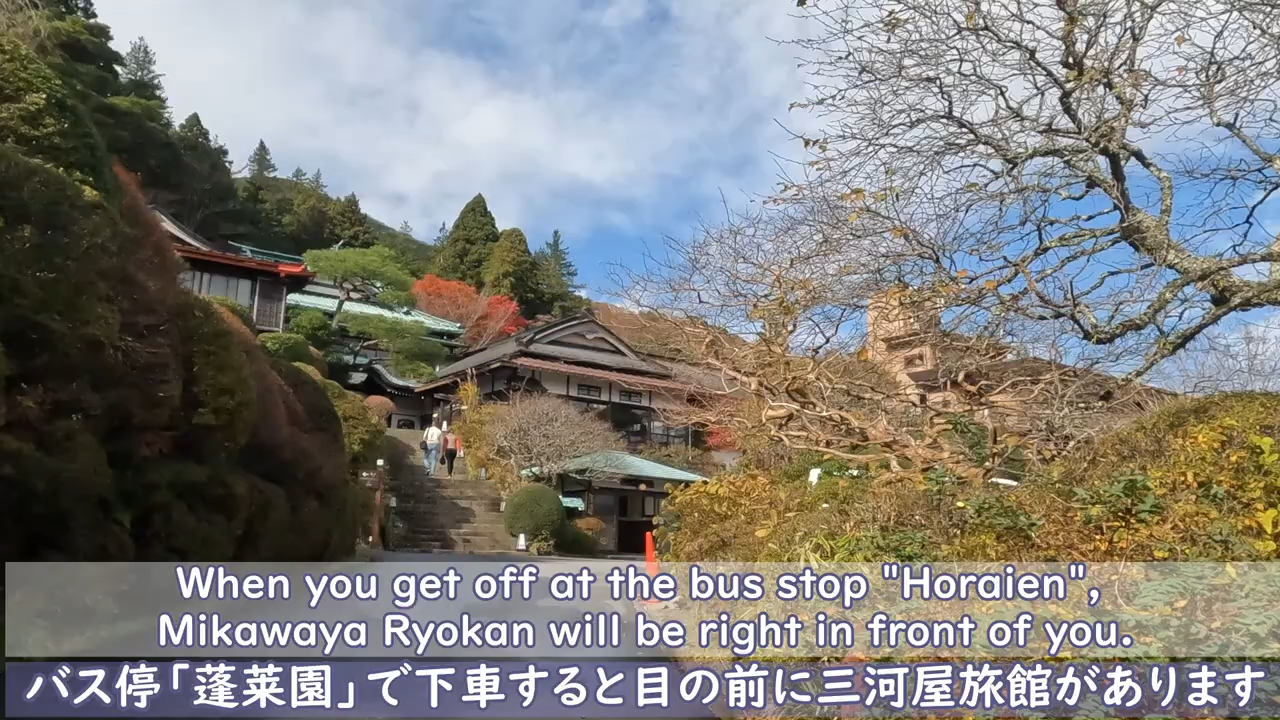 When you get off at the bus stop "Horaien",
Mikawaya Ryokan will be right in front of you.
バス停「蓬莱園」で下車すると目の前に三河屋旅館があります